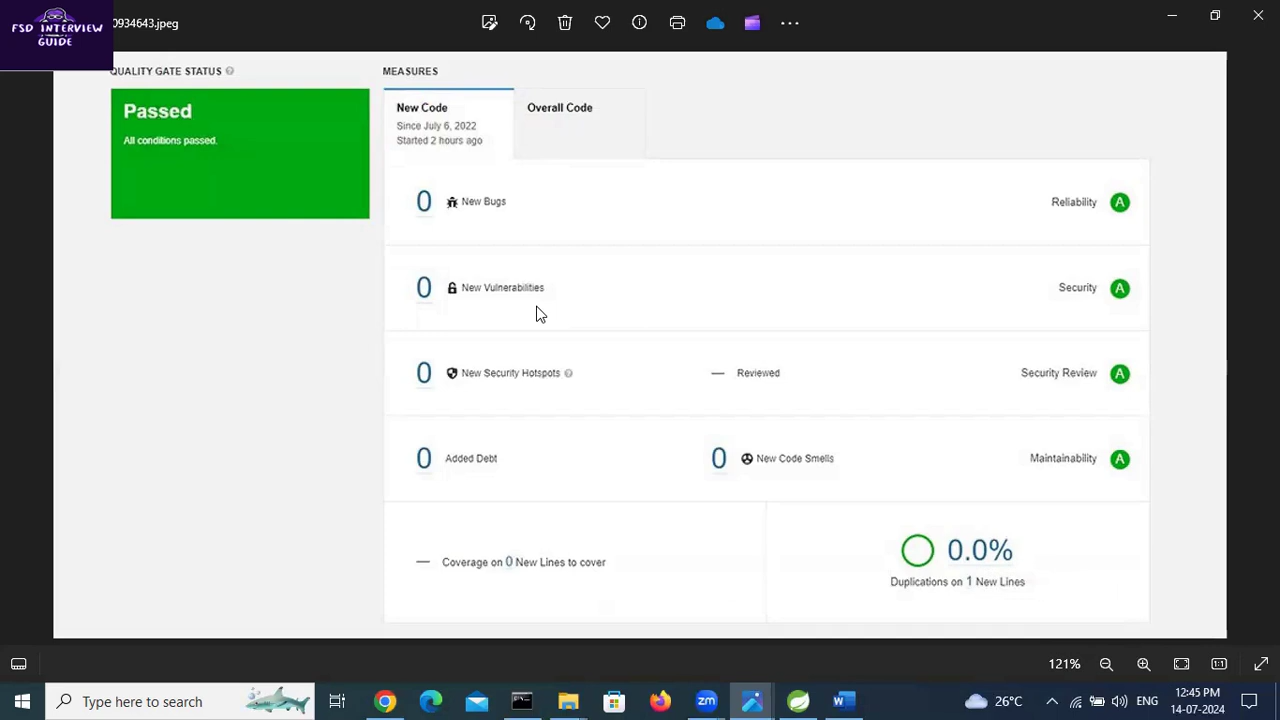 FSD INTERVIEW
GUIDE
0934643.jpeg
QUALITY GATE STATUS
Passed
All conditions passed.
MEASURES
New Code
Since July 6, 2022
Started 2 hours ago
Overall Code
0 New Bugs
Reliability A
0 New Vulnerabilities
Security A
0 New Security Hotspots ?
— Reviewed
Security Review A
0 Added Debt
0 New Code Smells
Maintainability A
— Coverage on 0 New Lines to cover
0.0%
Duplications on 1 New Lines
121%
1:1
Type here to search
zm
W
26°C
ENG
12:45 PM
14-07-2024